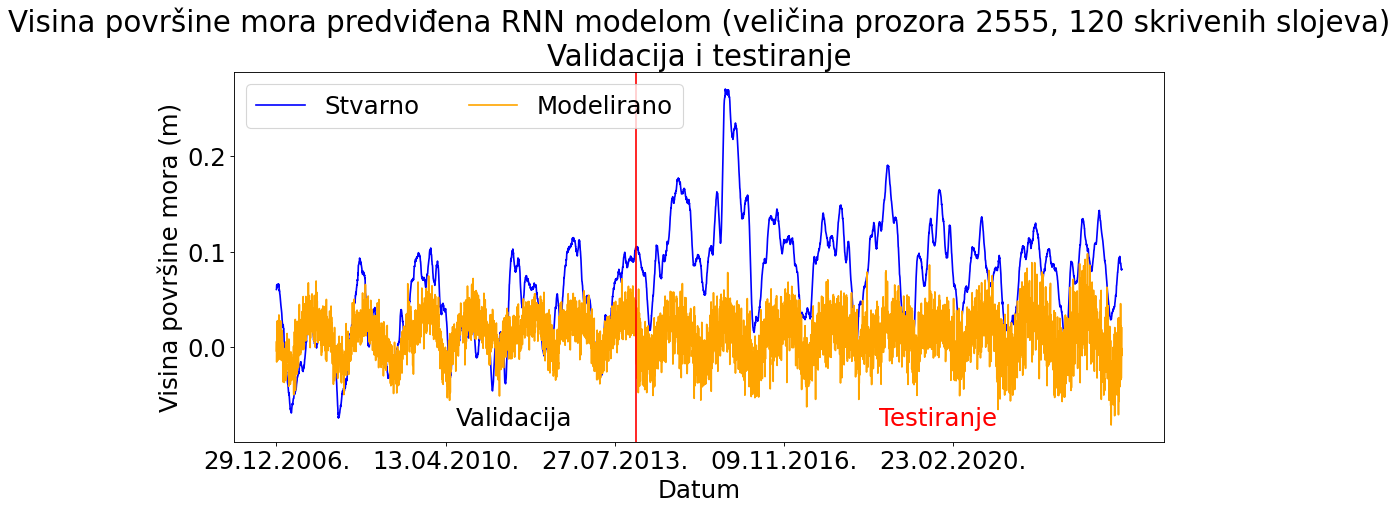 Visina površine mora predviđena RNN modelom (veličina prozora 2555, 120 skrivenih slojeva)
Validacija i testiranje
Stvarno
Modelirano
Visina površine mora (m)
0.2
0.1
0.0
Validacija
Testiranje
29.12.2006.
13.04.2010.
27.07.2013.
09.11.2016.
23.02.2020.
Datum